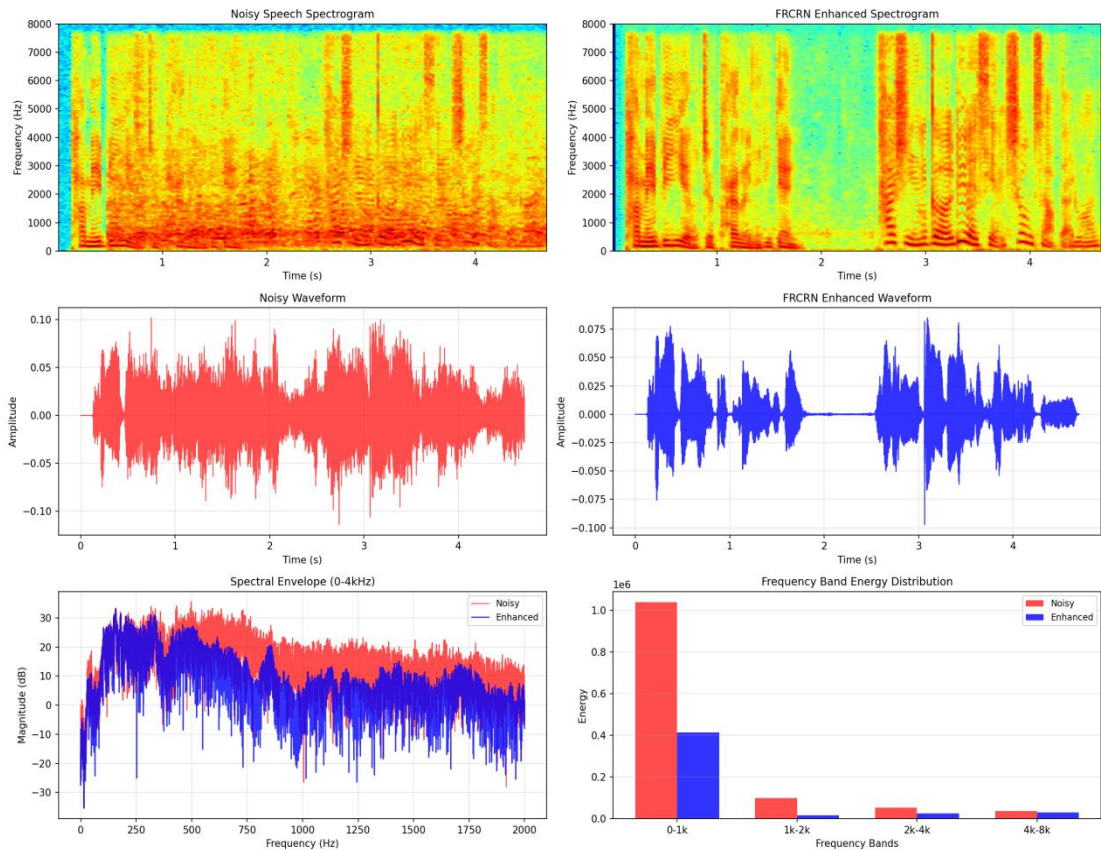 Noisy Speech Spectrogram
8000
7000
6000
5000
4000
3000
2000
1000
0
Frequency (Hz)
1
2
3
4
Time (s)
FRCRN Enhanced Spectrogram
8000
7000
6000
5000
4000
3000
2000
1000
0
Frequency (Hz)
1
2
3
4
Time (s)
Noisy Waveform
0.10
0.05
0.00
−0.05
−0.10
Amplitude
0
1
2
3
4
Time (s)
FRCRN Enhanced Waveform
0.075
0.050
0.025
0.000
−0.025
−0.050
−0.075
−0.100
Amplitude
0
1
2
3
4
Time (s)
Spectral Envelope (0-4kHz)
Noisy
Enhanced
30
20
10
0
−10
−20
−30
Magnitude (dB)
0
250
500
750
1000
1250
1500
1750
2000
Frequency (Hz)
Frequency Band Energy Distribution
1e6
Noisy
Enhanced
1.0
0.8
0.6
0.4
0.2
0.0
Energy
0-1k
1k-2k
2k-4k
4k-8k
Frequency Bands